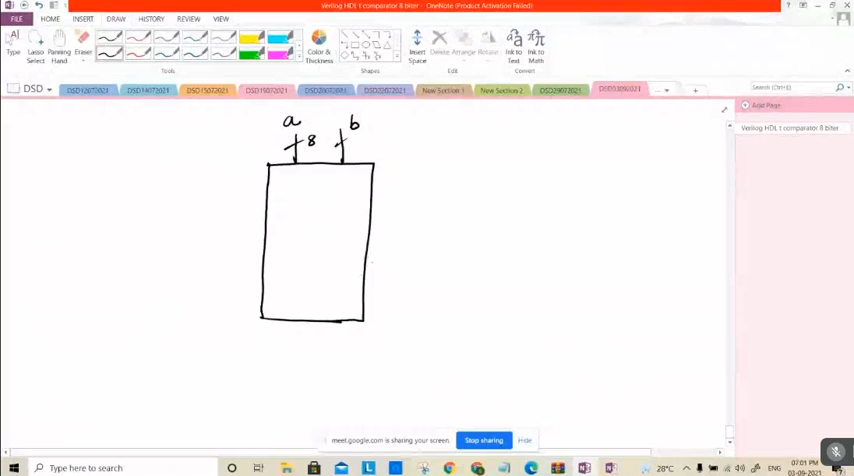 Verilog HDL t comparator 8 biter - OneNote (Product Activation Failed)
FILE HOME INSERT DRAW HISTORY REVIEW VIEW
Type Lasso Select Panning Hand Eraser Color & Thickness Insert Space Delete Arrange Rotate Ink to Text Ink to Math
Tools Shapes Edit Convert
DSD DSD12072021 DSD14072021 DSD15072021 DSD19072021 DSD20072021 DSD22072021 New Section 1 New Section 2 DSD29072021 Search (Ctrl+E)
Add Page
Verilog HDL t comparator 8 biter
a b
8
meet.google.com is sharing your screen. Stop sharing Hide
Type here to search 28°C ENG 07:01 PM 03-09-2021